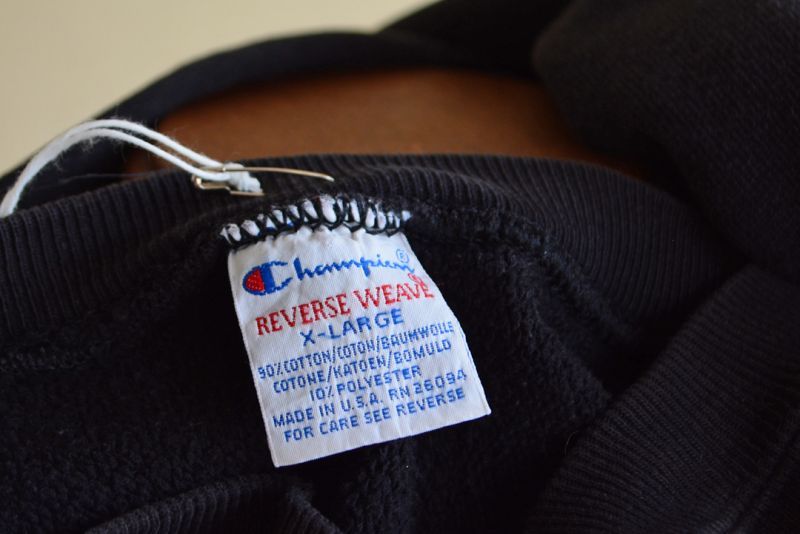 Champion®
REVERSE WEAVE®
X-LARGE
90% COTTON/COTON/BAUMWOLLE
COTONE/KATOEN/BOMULD
10% POLYESTER
MADE IN U.S.A. RN 26094
FOR CARE SEE REVERSE